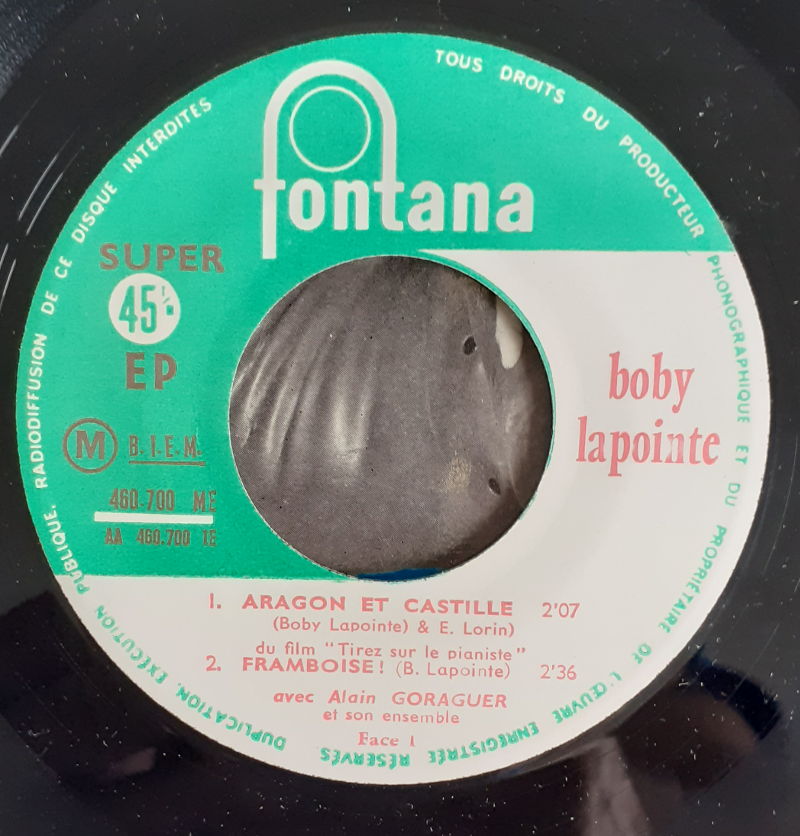 TOUS DROITS DU PRODUCTEUR PHONOGRAPHIQUE ET DU PROPRIÉTAIRE DE L'ŒUVRE ENREGISTRÉE RÉSERVÉS
DUPLICATION, EXÉCUTION PUBLIQUE, RADIODIFFUSION DE CE DISQUE INTERDITES
fontana
SUPER
45
EP
M B.I.E.M.
460.700 ME
AA 460.700 1E
boby
lapointe
1. ARAGON ET CASTILLE 2'07
(Boby Lapointe) & E. Lorin)
du film "Tirez sur le pianiste"
2. FRAMBOISE! (B. Lapointe) 2'36
avec Alain GORAGUER
et son ensemble
Face 1